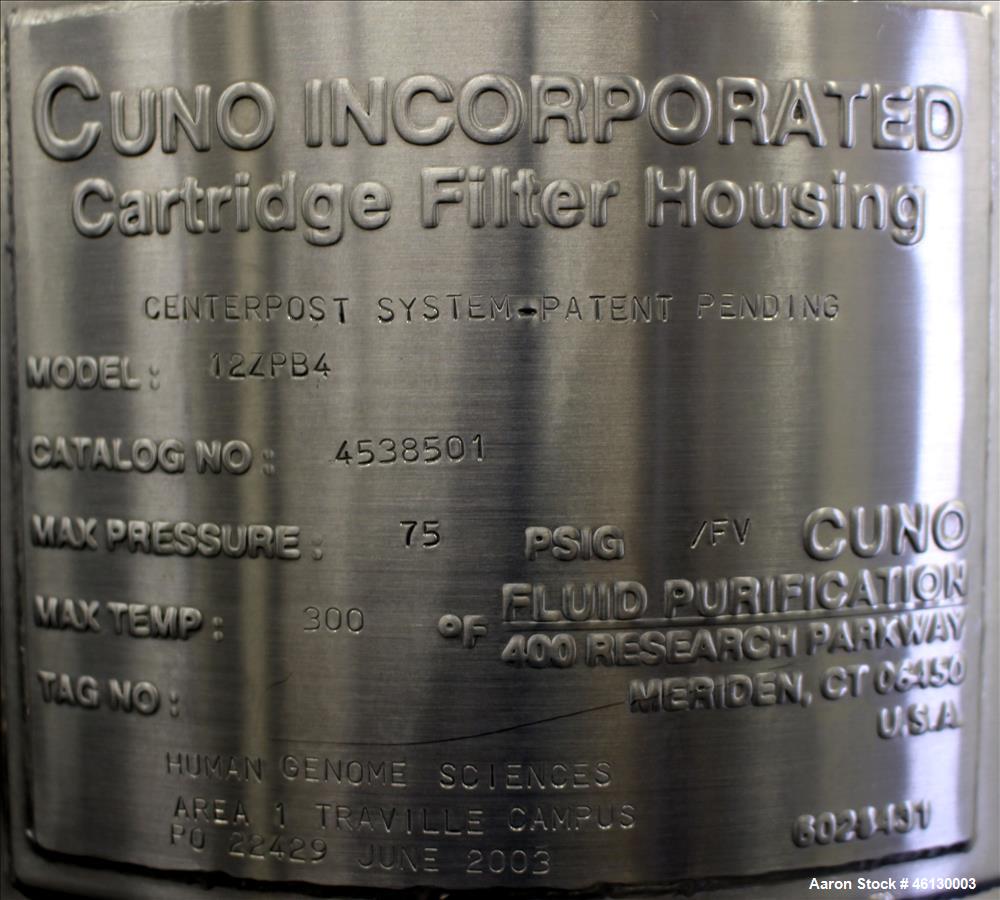 CUNO INCORPORATED
Cartridge Filter Housing
CENTERPOST SYSTEM-PATENT PENDING
MODEL: 12ZPB4
CATALOG NO: 4538501
MAX PRESSURE: 75 PSIG /FV
MAX TEMP: 300 °F
TAG NO:
CUNO
FLUID PURIFICATION
400 RESEARCH PARKWAY
MERIDEN, CT 06450
U.S.A.
HUMAN GENOME SCIENCES
AREA 1 TRAVILLE CAMPUS
PO 22429 JUNE 2003
Aaron Stock # 46130003